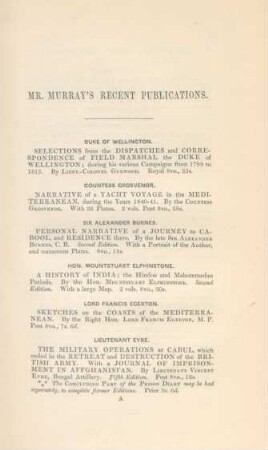 MR. MURRAY'S RECENT PUBLICATIONS.
DUKE OF WELLINGTON.
SELECTIONS from the DISPATCHES and CORRE-
SPONDENCE of FIELD MARSHAL the DUKE of
WELLINGTON; during his various Campaigns from 1799 to
1815. By LIEUT.-COLONEL GURWOOD. Royal 8vo,
COUNTESS GROSVENOR.
NARRATIVE of a YACHT VOYAGE in the MEDI-
TERRANEAN, during the Years 1840-41. By the COUNTESS
GROSVENOR. With 26 Plates. 2 vols. Post 8vo,
SIR ALEXANDER BURNES.
PERSONAL NARRATIVE of a JOURNEY to CA-
BOOL, and RESIDENCE there. By the late SIR ALEXANDER
BURNES, C.B. Second Edition. With a Portrait of the Author,
and numerous Plates. 8vo, 18s.
HON. MOUNTSTUART ELPHINSTONE.
A HISTORY of INDIA; the Hindoo and Mahomedan
Periods. By the HON. MOUNTSTUART ELPHINSTONE. Second
Edition. With a large Map. 2 vols. 8vo, 30s.
LORD FRANCIS EGERTON.
SKETCHES on the COASTS of the MEDITERRA-
NEAN. By the Right Hon. LORD FRANCIS EGERTON, M.P.
Post 8vo, 7s. 6d.
LIEUTENANT EYRE.
THE MILITARY OPERATIONS at CABUL, which
ended in the RETREAT and DESTRUCTION of the BRI-
TISH ARMY. With a JOURNAL of IMPRISON-
MENT in AFFGHANISTAN. By LIEUTENANT VINCENT
EYRE, Bengal Artillery. Fifth Edition. Post 8vo, 12s.
*** The CONCLUDING PART of the PRISON DIARY may be had
separately, to complete former Editions. Price 2s. 6d.
A